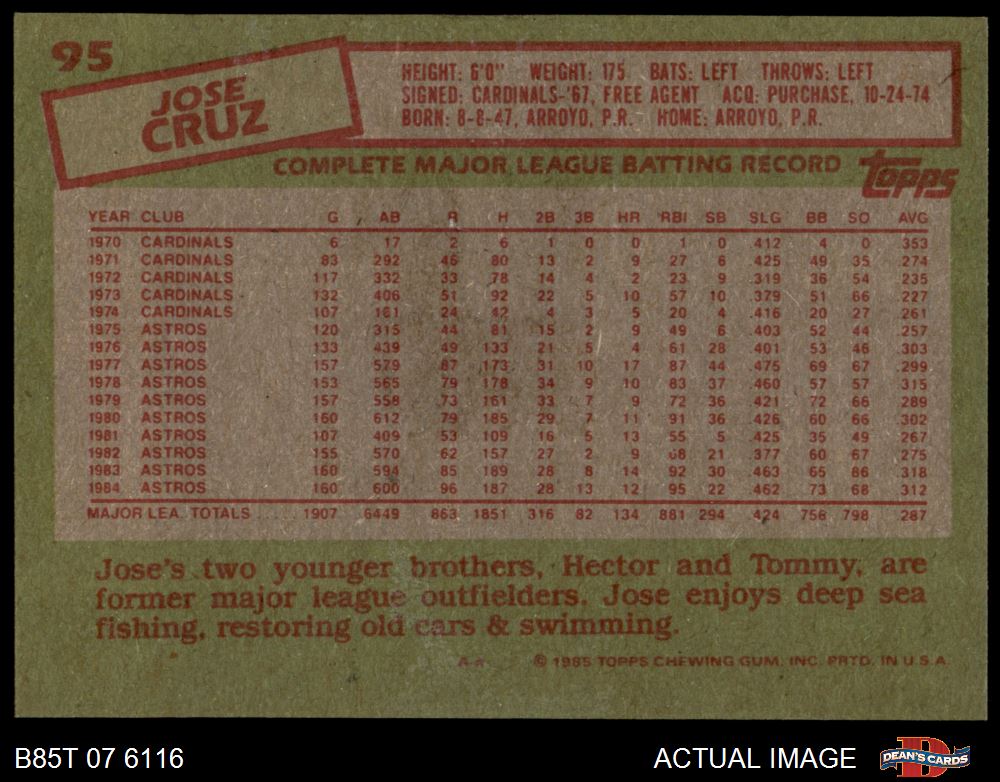 95
JOSE
CRUZ
HEIGHT: 6'0" WEIGHT: 175 BATS: LEFT THROWS: LEFT
SIGNED: CARDINALS-'67, FREE AGENT ACQ: PURCHASE, 10-24-74
BORN: 8-8-47, ARROYO, P.R. HOME: ARROYO, P.R.
COMPLETE MAJOR LEAGUE BATTING RECORD
TOPPS
YEAR CLUB G AB R H 2B 3B HR RBI SB SLG BB SO AVG
1970 CARDINALS 6 17 2 6 1 0 0 1 0 .412 4 0 .353
1971 CARDINALS 83 292 46 80 13 2 9 27 6 .425 49 35 .274
1972 CARDINALS 117 332 33 78 14 4 2 23 9 .319 36 54 .235
1973 CARDINALS 132 406 51 92 22 5 10 57 10 .379 51 66 .227
1974 CARDINALS 107 161 24 42 4 3 5 20 4 .416 20 27 .261
1975 ASTROS 120 315 44 81 15 2 9 49 6 .403 52 44 .257
1976 ASTROS 133 439 49 133 21 5 4 61 28 .401 53 46 .303
1977 ASTROS 157 579 87 173 31 10 17 87 44 .475 69 67 .299
1978 ASTROS 153 565 79 178 34 9 10 83 37 .460 57 57 .315
1979 ASTROS 157 558 73 161 33 7 9 72 36 .421 72 66 .289
1980 ASTROS 160 612 79 185 29 7 11 91 36 .426 60 66 .302
1981 ASTROS 107 409 53 109 16 5 13 55 5 .425 35 49 .267
1982 ASTROS 155 570 62 157 27 2 9 68 21 .377 60 67 .275
1983 ASTROS 160 594 85 189 28 8 14 92 30 .463 65 86 .318
1984 ASTROS 160 600 96 187 28 13 12 95 22 .462 73 68 .312
MAJOR LEA. TOTALS ..... 1907 6449 863 1851 316 82 134 881 294 .424 756 798 .287
Jose's two younger brothers, Hector and Tommy, are
former major league outfielders. Jose enjoys deep sea
fishing, restoring old cars & swimming.
© 1985 TOPPS CHEWING GUM, INC. PRTD. IN U.S.A.
B85T 07 6116
ACTUAL IMAGE
D
DEAN'S CARDS